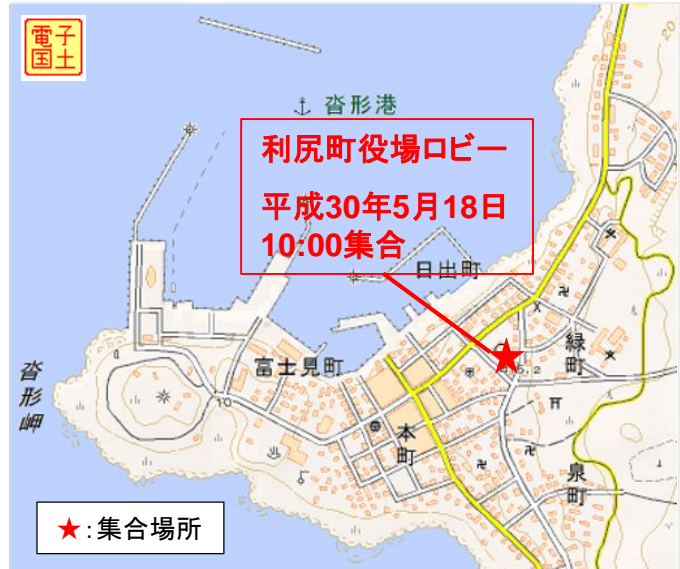 電子
国土
沓形港
利尻町役場ロビー
平成30年5月18日
10:00集合
日出町
富士見町
緑町
沓形岬
本町
泉町
10
20
★:集合場所